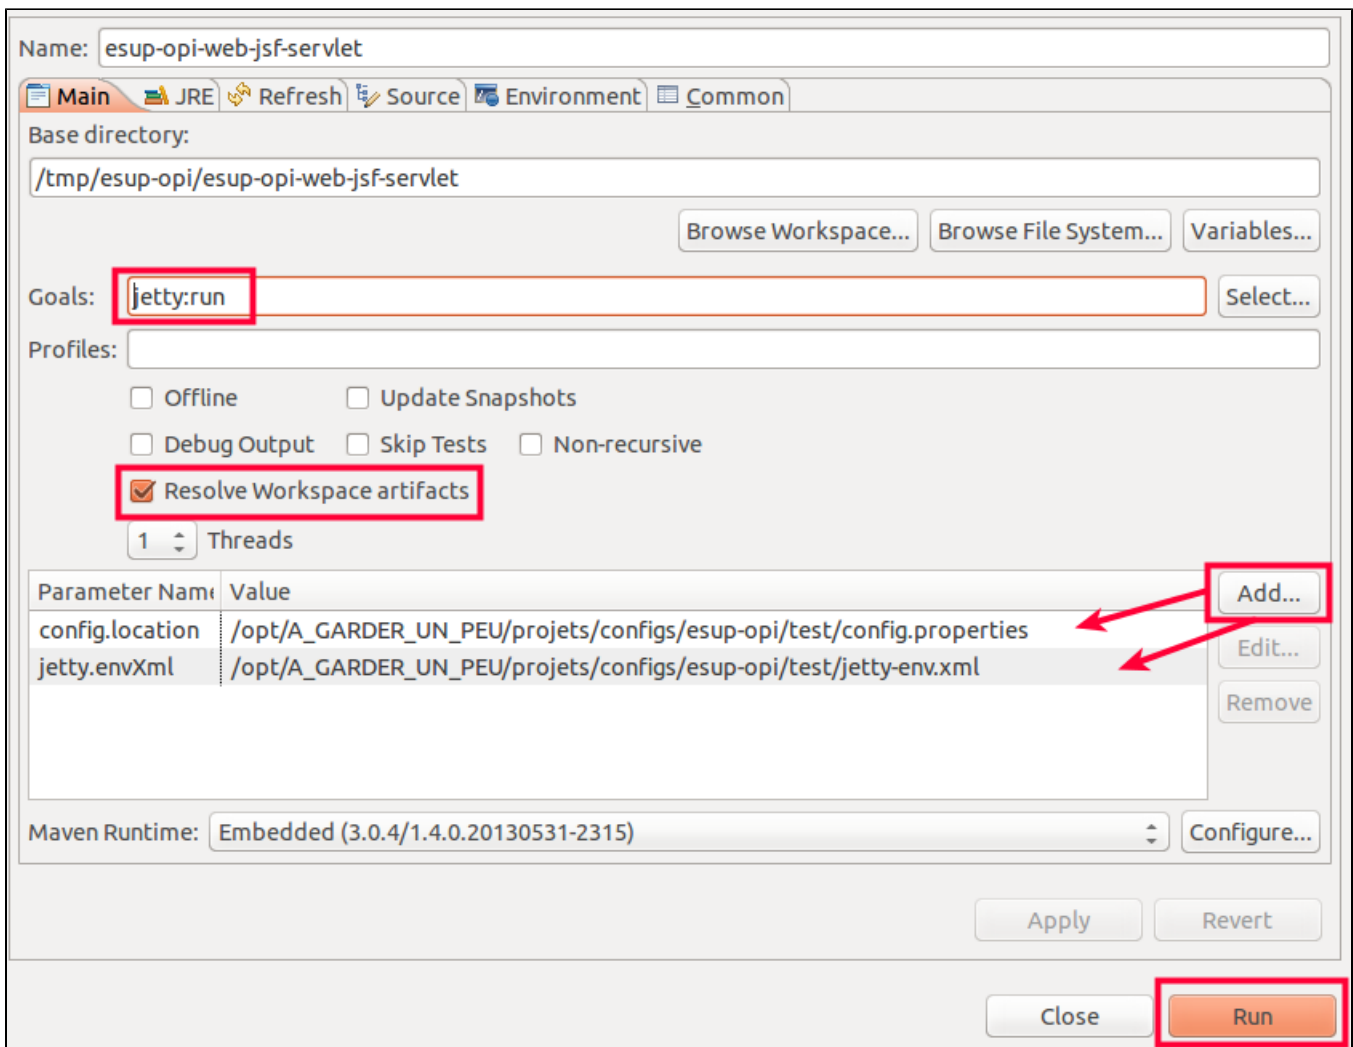 Name: esup-opi-web-jsf-servlet
Main JRE Refresh Source Environment Common
Base directory:
/tmp/esup-opi/esup-opi-web-jsf-servlet
Browse Workspace... Browse File System... Variables...
Goals: jetty:run Select...
Profiles:
Offline Update Snapshots
Debug Output Skip Tests Non-recursive
Resolve Workspace artifacts
1 Threads
Parameter Name Value Add...
config.location /opt/A_GARDER_UN_PEU/projets/configs/esup-opi/test/config.properties
Edit...
jetty.envXml /opt/A_GARDER_UN_PEU/projets/configs/esup-opi/test/jetty-env.xml
Remove
Maven Runtime: Embedded (3.0.4/1.4.0.20130531-2315) Configure...
Apply Revert
Close Run